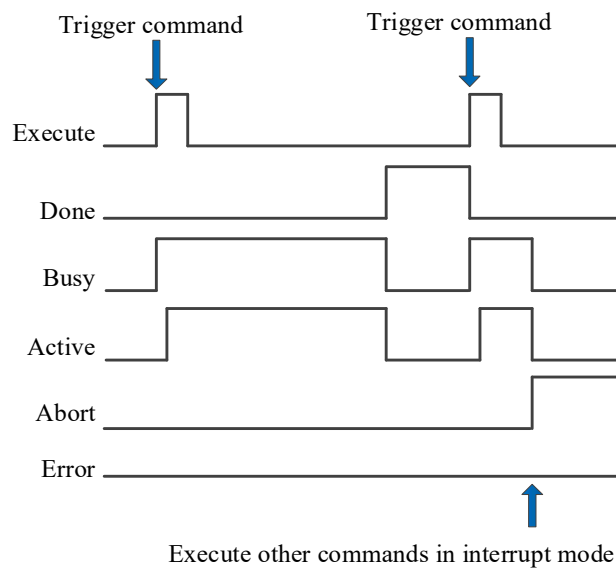 Trigger command
Trigger command
Execute
Done
Busy
Active
Abort
Error
Execute other commands in interrupt mode